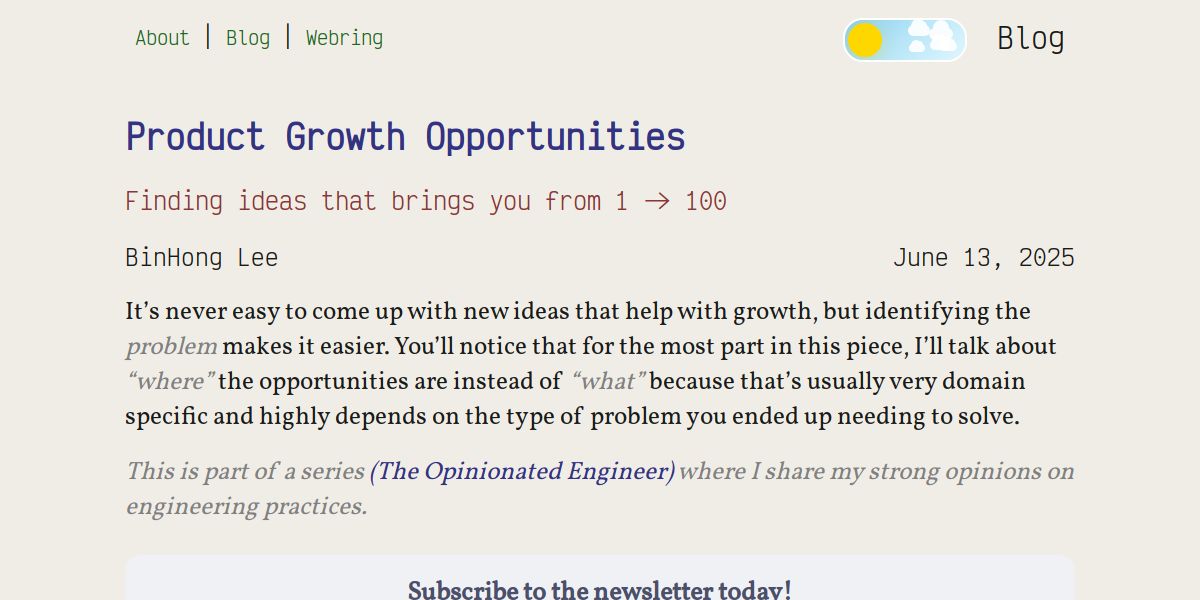 About | Blog | Webring
Blog
Product Growth Opportunities
Finding ideas that brings you from 1 → 100
BinHong Lee
June 13, 2025
It’s never easy to come up with new ideas that help with growth, but identifying the
problem makes it easier. You’ll notice that for the most part in this piece, I’ll talk about
“where” the opportunities are instead of “what” because that’s usually very domain
specific and highly depends on the type of problem you ended up needing to solve.
This is part of a series (The Opinionated Engineer) where I share my strong opinions on
engineering practices.
Subscribe to the newsletter today!